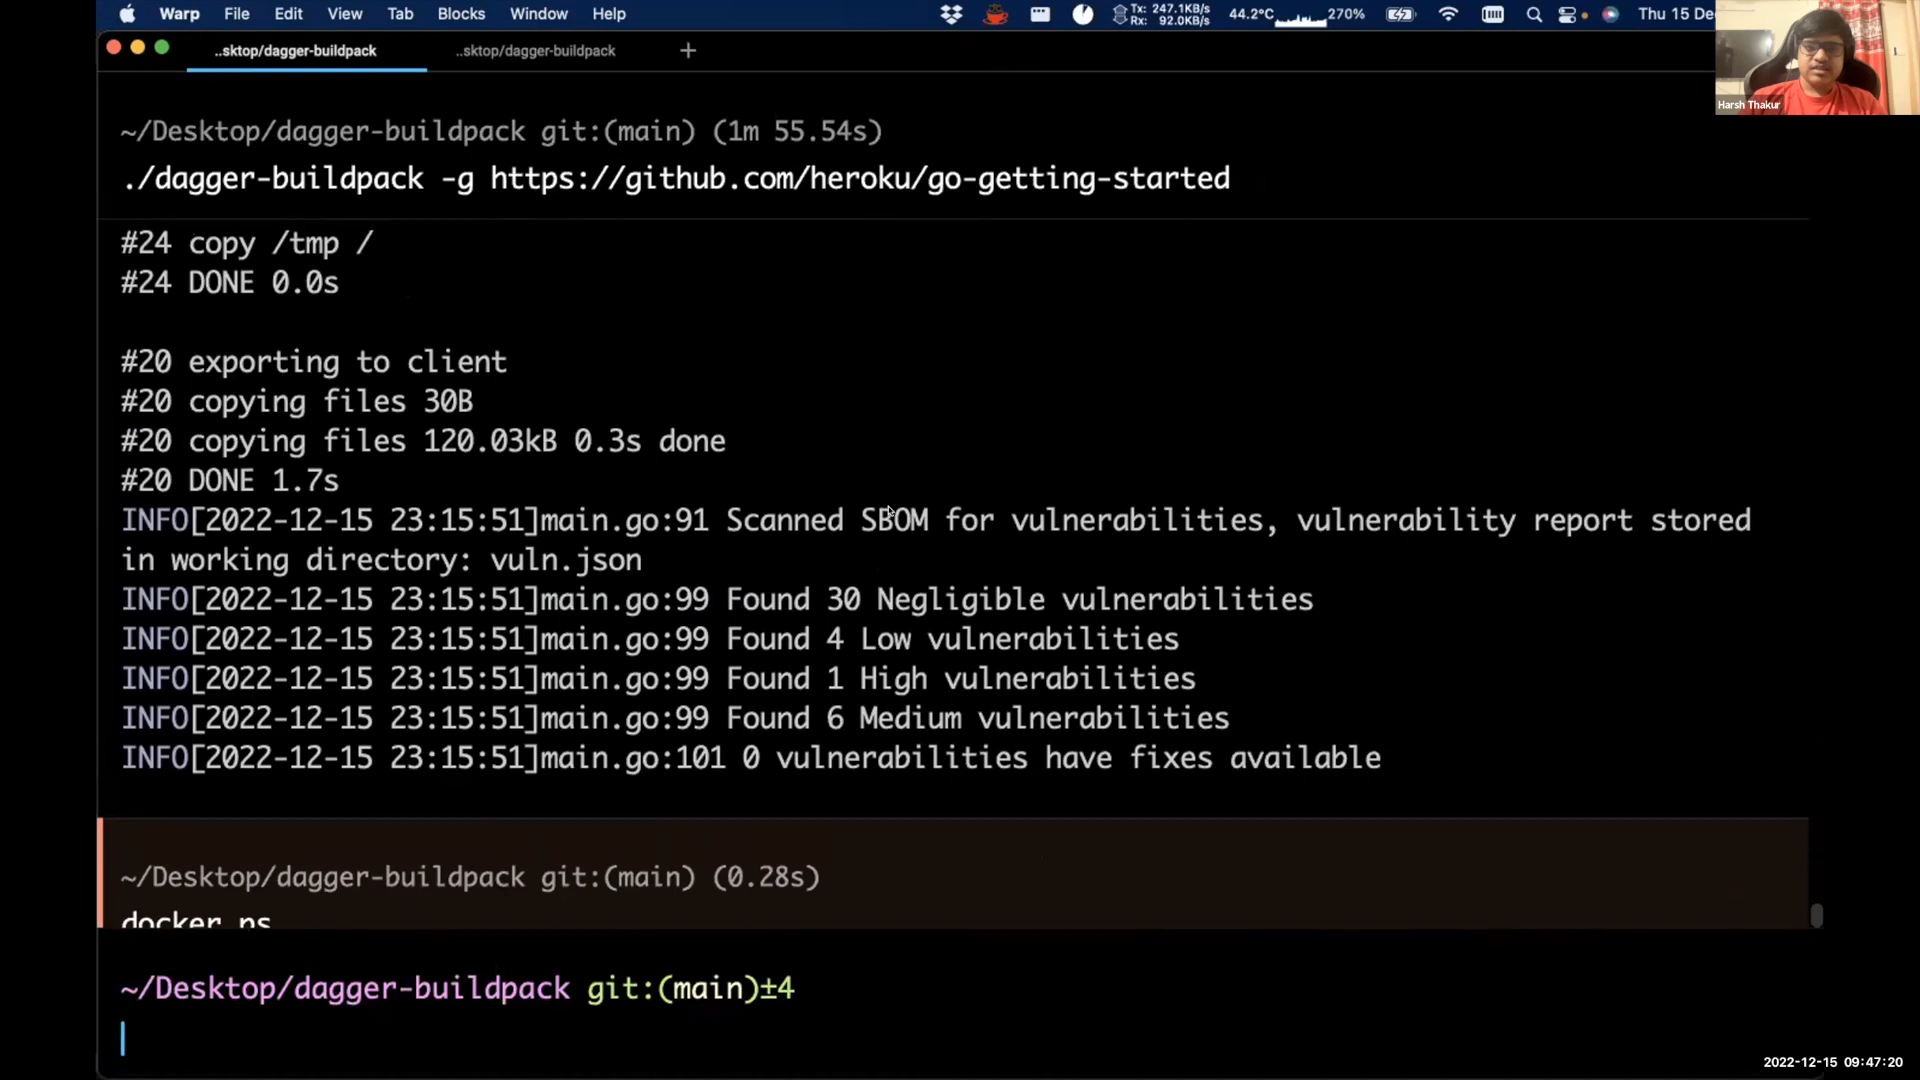 Warp File Edit View Tab Blocks Window Help Tx: 247.1KB/s Rx: 92.0KB/s 44.2°C 270% Thu 15 De
..sktop/dagger-buildpack ..sktop/dagger-buildpack +
Harsh Thakur
~/Desktop/dagger-buildpack git:(main) (1m 55.54s)
./dagger-buildpack -g https://github.com/heroku/go-getting-started
#24 copy /tmp /
#24 DONE 0.0s
#20 exporting to client
#20 copying files 30B
#20 copying files 120.03kB 0.3s done
#20 DONE 1.7s
INFO[2022-12-15 23:15:51]main.go:91 Scanned SBOM for vulnerabilities, vulnerability report stored
in working directory: vuln.json
INFO[2022-12-15 23:15:51]main.go:99 Found 30 Negligible vulnerabilities
INFO[2022-12-15 23:15:51]main.go:99 Found 4 Low vulnerabilities
INFO[2022-12-15 23:15:51]main.go:99 Found 1 High vulnerabilities
INFO[2022-12-15 23:15:51]main.go:99 Found 6 Medium vulnerabilities
INFO[2022-12-15 23:15:51]main.go:101 0 vulnerabilities have fixes available
~/Desktop/dagger-buildpack git:(main) (0.28s)
docker ps
~/Desktop/dagger-buildpack git:(main)±4
2022-12-15 09:47:20